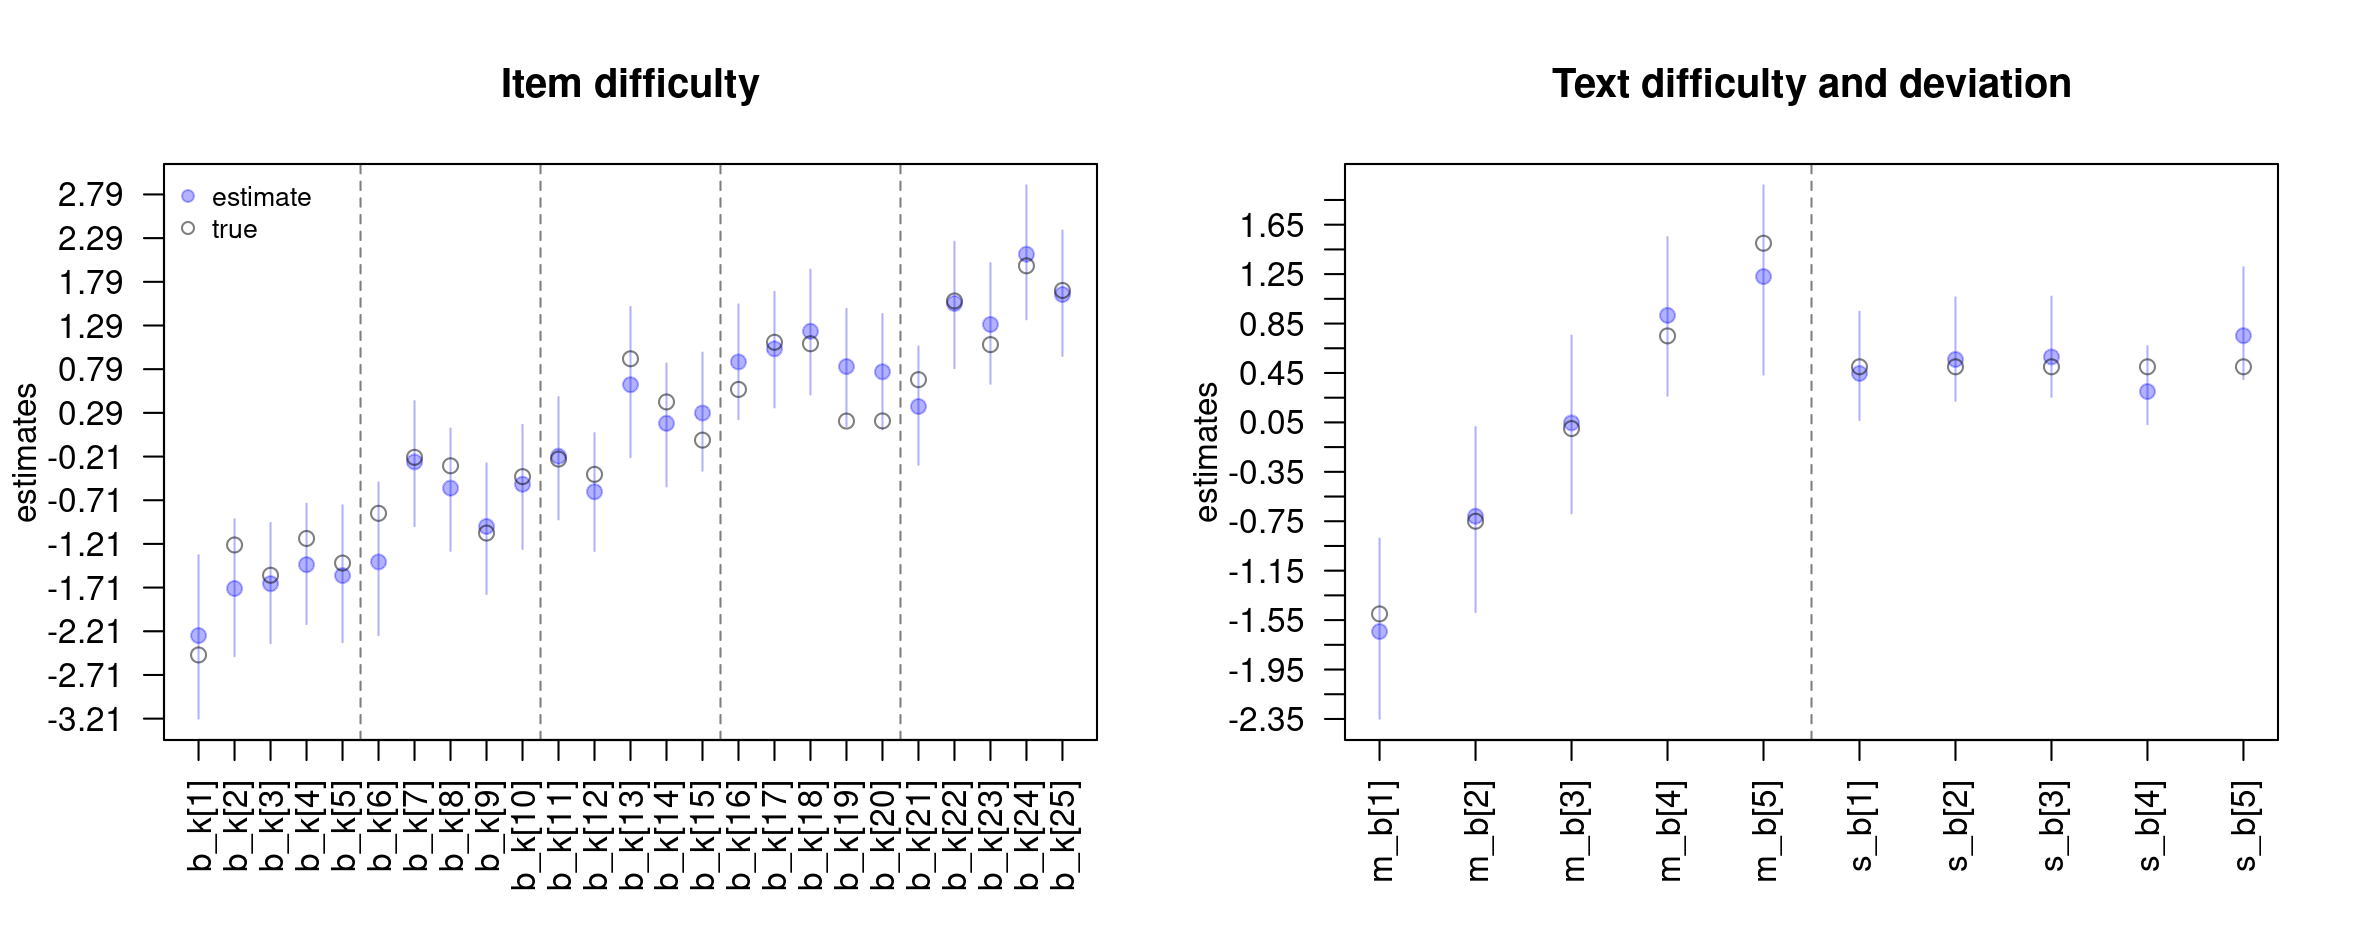 Item difficulty
estimate
true
2.79
2.29
1.79
1.29
0.79
0.29
-0.21
-0.71
-1.21
-1.71
-2.21
-2.71
-3.21
estimates
b_k[1]
b_k[2]
b_k[3]
b_k[4]
b_k[5]
b_k[6]
b_k[7]
b_k[8]
b_k[9]
b_k[10]
b_k[11]
b_k[12]
b_k[13]
b_k[14]
b_k[15]
b_k[16]
b_k[17]
b_k[18]
b_k[19]
b_k[20]
b_k[21]
b_k[22]
b_k[23]
b_k[24]
b_k[25]
Text difficulty and deviation
1.65
1.25
0.85
0.45
0.05
-0.35
-0.75
-1.15
-1.55
-1.95
-2.35
estimates
m_b[1]
m_b[2]
m_b[3]
m_b[4]
m_b[5]
s_b[1]
s_b[2]
s_b[3]
s_b[4]
s_b[5]